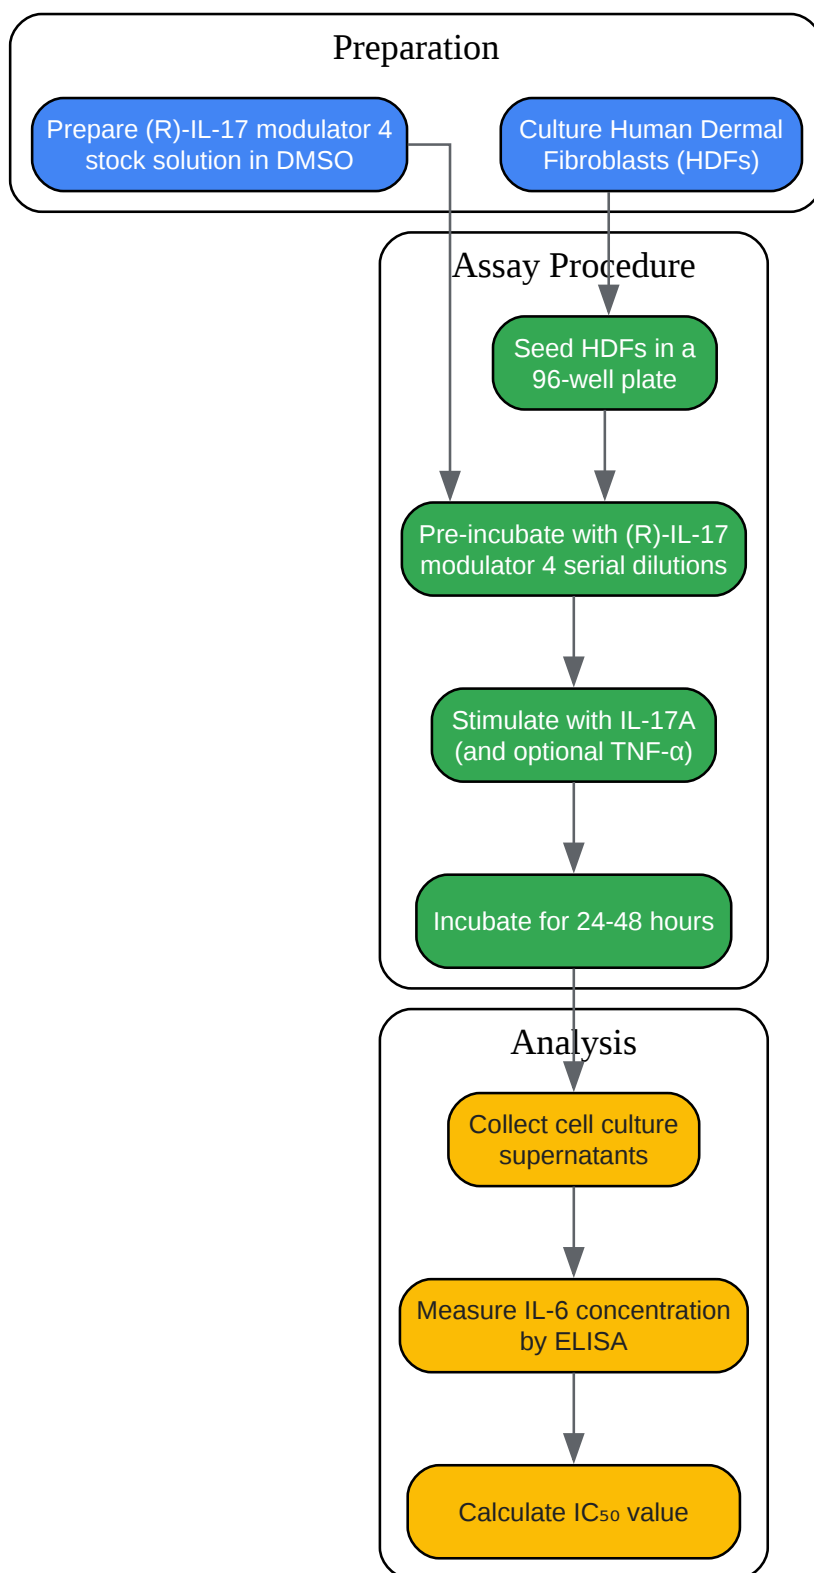 Preparation
Prepare (R)-IL-17 modulator 4
stock solution in DMSO
Culture Human Dermal
Fibroblasts (HDFs)
Assay Procedure
Seed HDFs in a
96-well plate
Pre-incubate with (R)-IL-17
modulator 4 serial dilutions
Stimulate with IL-17A
(and optional TNF-α)
Incubate for 24-48 hours
Analysis
Collect cell culture
supernatants
Measure IL-6 concentration
by ELISA
Calculate IC₅₀ value